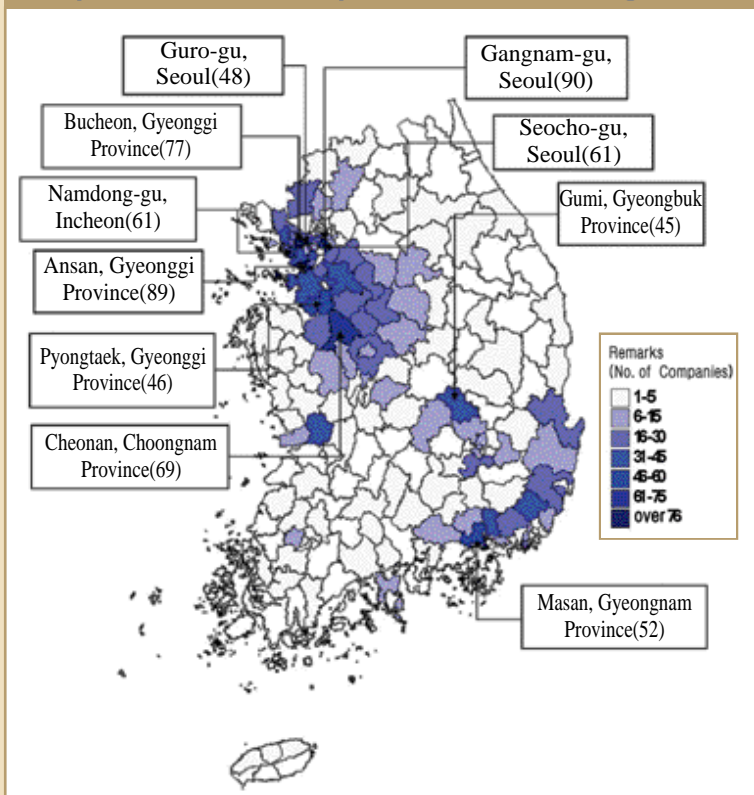 Guro-gu,
Seoul(48)
Gangnam-gu,
Seoul(90)
Bucheon, Gyeonggi
Province(77)
Seocho-gu,
Seoul(61)
Namdong-gu,
Incheon(61)
Gumi, Gyeongbuk
Province(45)
Ansan, Gyeonggi
Province(89)
Pyongtaek, Gyeonggi
Province(46)
Cheonan, Choongnam
Province(69)
Remarks
(No. of Companies)
1-5
6-15
16-30
31-45
46-60
61-75
over 76
Masan, Gyeongnam
Province(52)